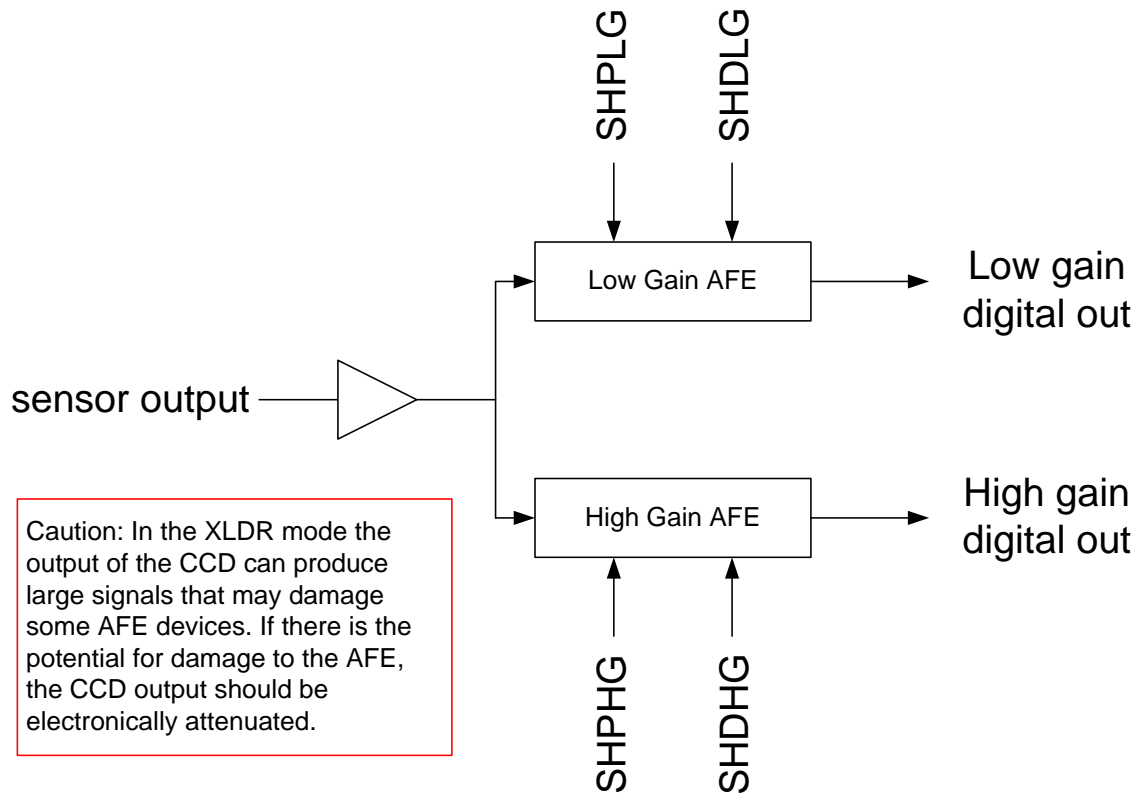 SHPLG
SHDLG
Low Gain AFE
Low gain
digital out
sensor output
High Gain AFE
High gain
digital out
Caution: In the XLDR mode the
output of the CCD can produce
large signals that may damage
some AFE devices. If there is the
potential for damage to the AFE,
the CCD output should be
electronically attenuated.
SHPHG
SHDHG